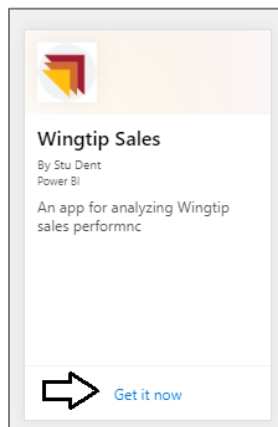 Wingtip Sales
By Stu Dent
Power BI
An app for analyzing Wingtip
sales performnc
Get it now